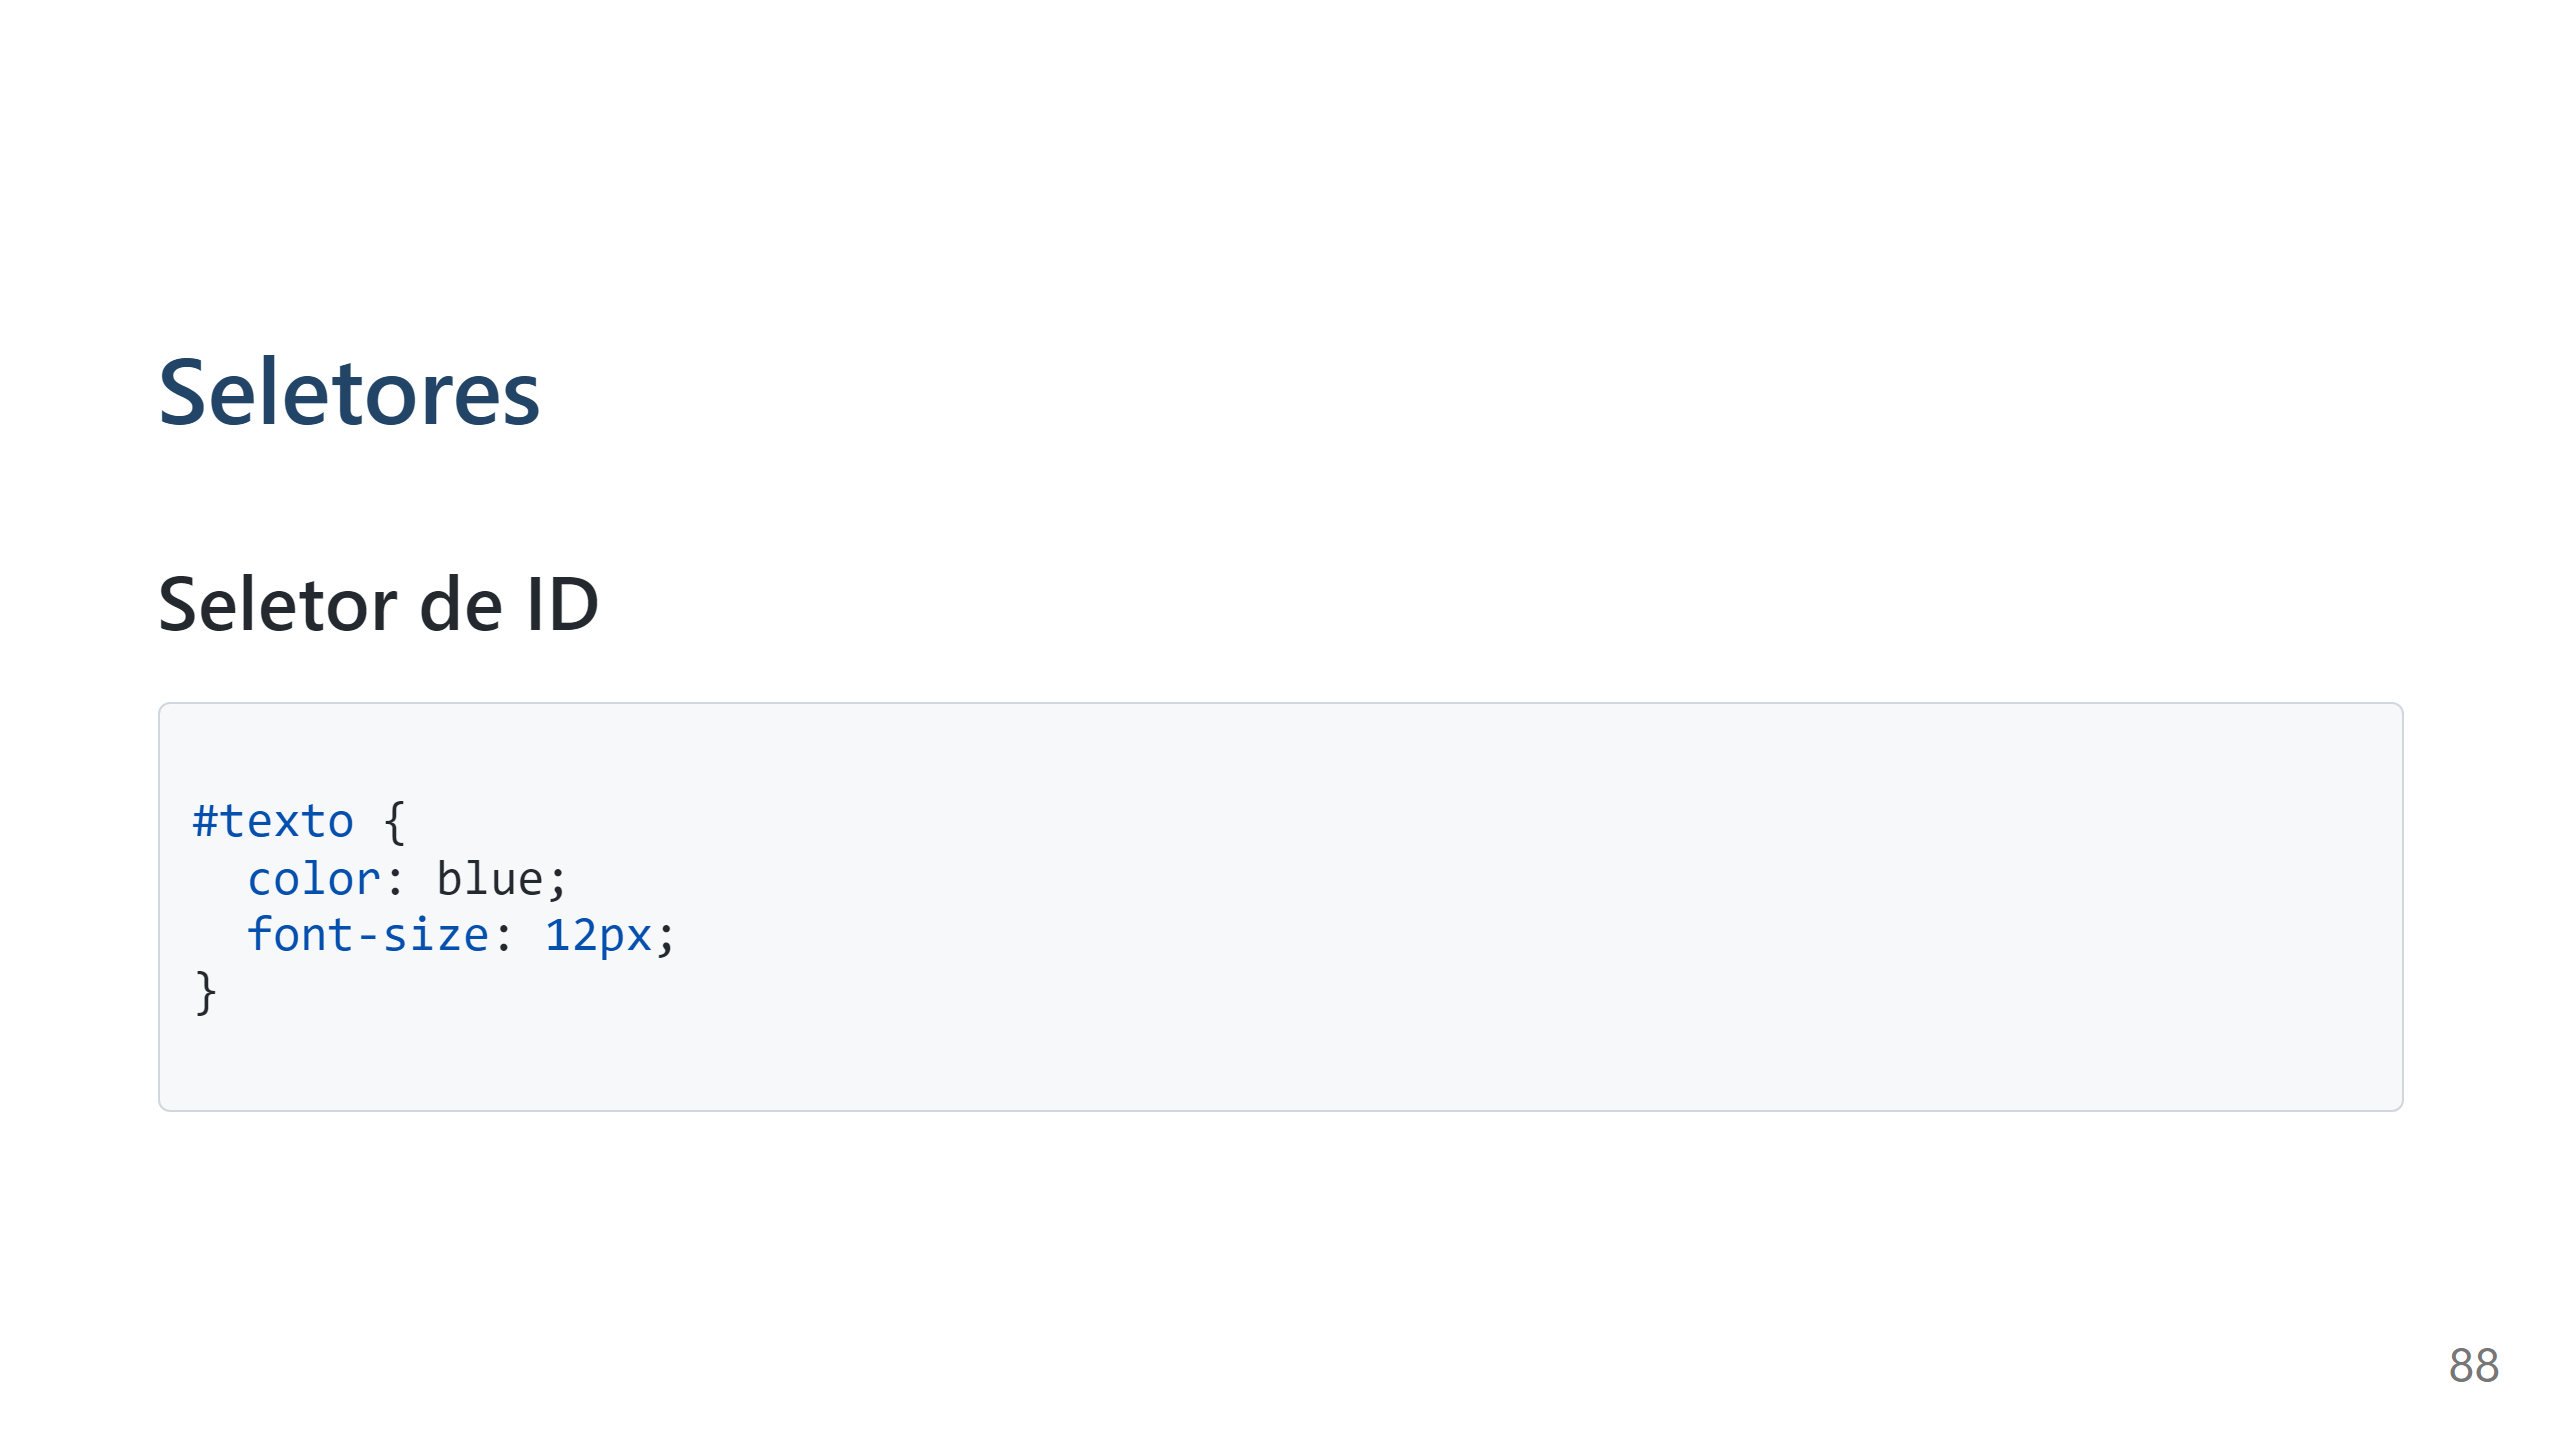 Seletores
Seletor de ID
#texto {
  color: blue;
  font-size: 12px;
}
88